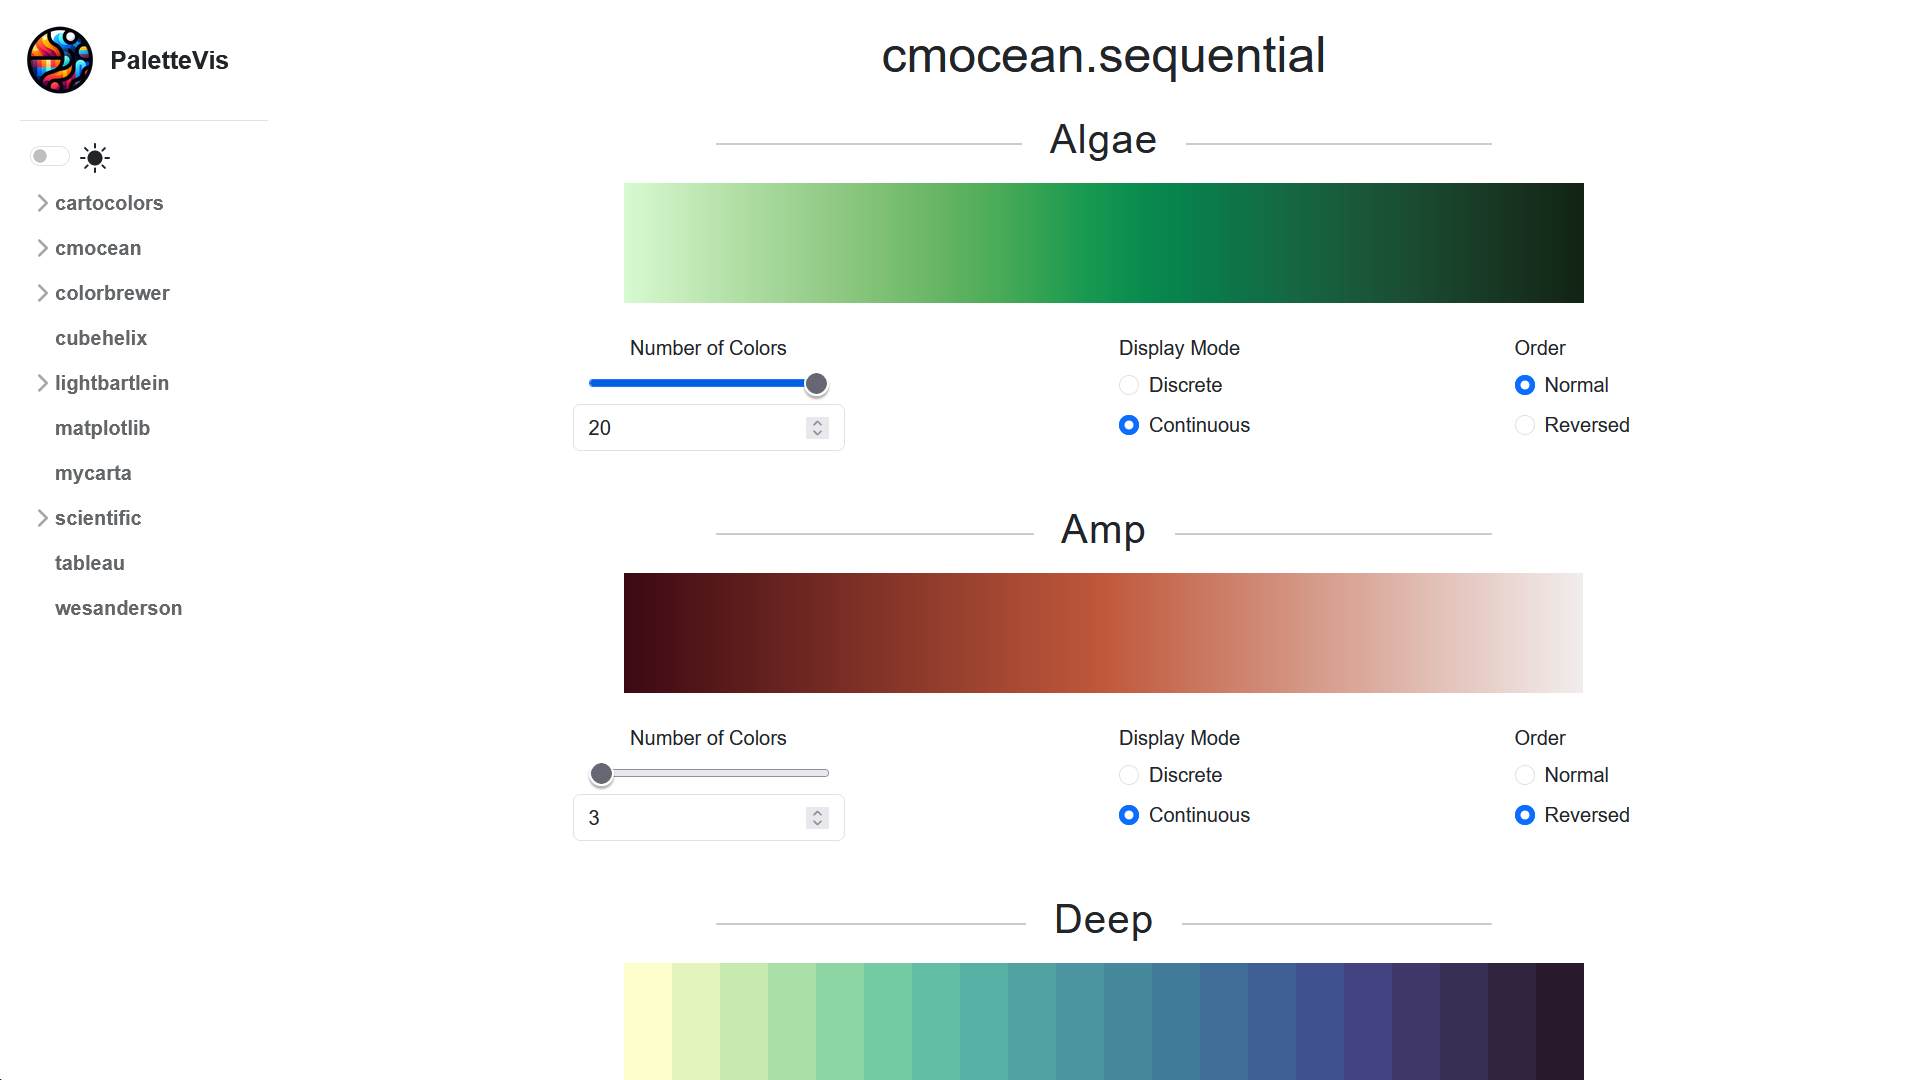 PaletteVis
cartocolors
cmocean
colorbrewer
cubehelix
lightbartlein
matplotlib
mycarta
scientific
tableau
wesanderson
cmocean.sequential
Algae
Number of Colors
20
Display Mode
Discrete
Continuous
Order
Normal
Reversed
Amp
Number of Colors
3
Display Mode
Discrete
Continuous
Order
Normal
Reversed
Deep